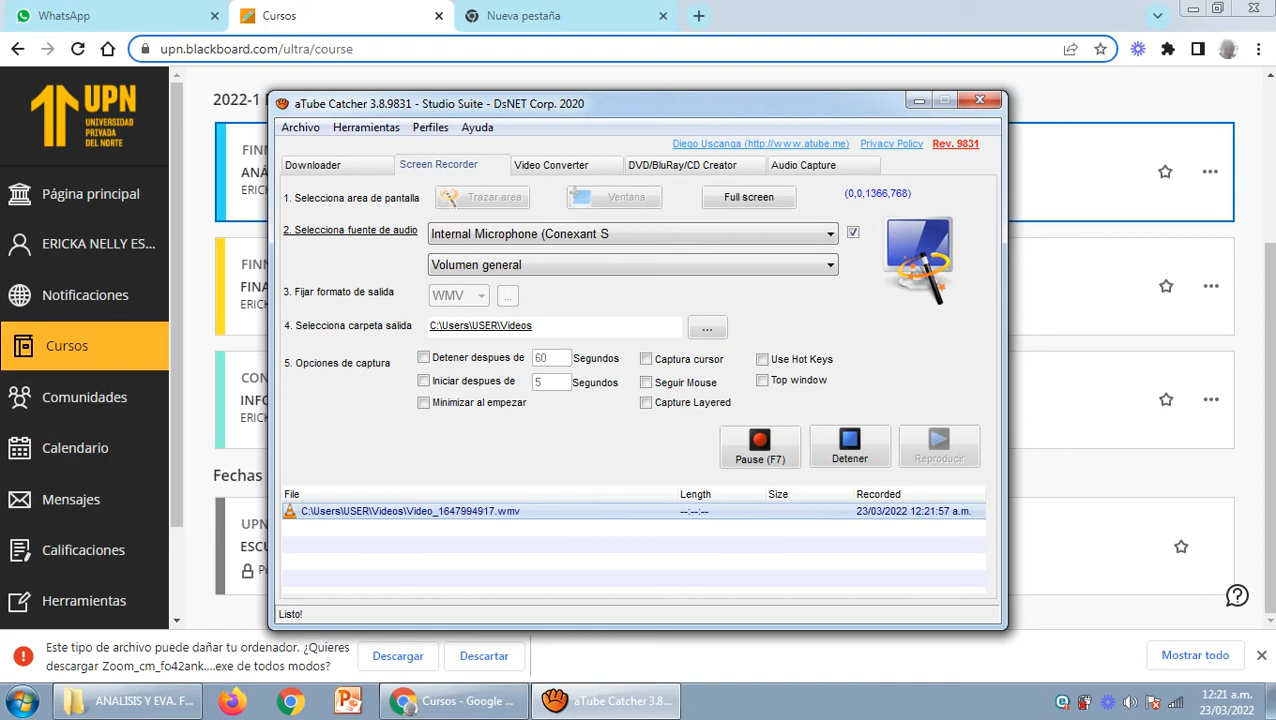 WhatsApp
Cursos
Nueva pestaña
upn.blackboard.com/ultra/course
UPN
UNIVERSIDAD
PRIVADA
DEL NORTE
Página principal
ERICKA NELLY ES...
Notificaciones
Cursos
Comunidades
Calendario
Mensajes
Calificaciones
Herramientas
2022-1
FINN
ANÁ
ERICK
FINN
FINA
ERICK
CON
INFO
ERICK
Fechas
UPN
ESCU
aTube Catcher 3.8.9831 - Studio Suite - DsNET Corp. 2020
Archivo Herramientas Perfiles Ayuda
Diego Uscanga (http://www.atube.me) Privacy Policy Rev. 9831
Downloader Screen Recorder Video Converter DVD/BluRay/CD Creator Audio Capture
1. Selecciona area de pantalla Trazar area Ventana Full screen (0,0,1366,768)
2. Selecciona fuente de audio Internal Microphone (Conexant S
Volumen general
3. Fijar formato de salida WMV ...
4. Selecciona carpeta salida C:\Users\USER\Videos ...
5. Opciones de captura
Detener despues de 60 Segundos Captura cursor Use Hot Keys
Iniciar despues de 5 Segundos Seguir Mouse Top window
Minimizar al empezar Capture Layered
Pause (F7) Detener Reproducir
File Length Size Recorded
C:\Users\USER\Videos\Video_1647994917.wmv --:--:-- 23/03/2022 12:21:57 a.m.
Listo!
Este tipo de archivo puede dañar tu ordenador. ¿Quieres
descargar Zoom_cm_fo42ank....exe de todos modos?
Descargar
Descartar
Mostrar todo
ANALISIS Y EVA. F...
Cursos - Google ...
aTube Catcher 3.8...
12:21 a.m.
23/03/2022